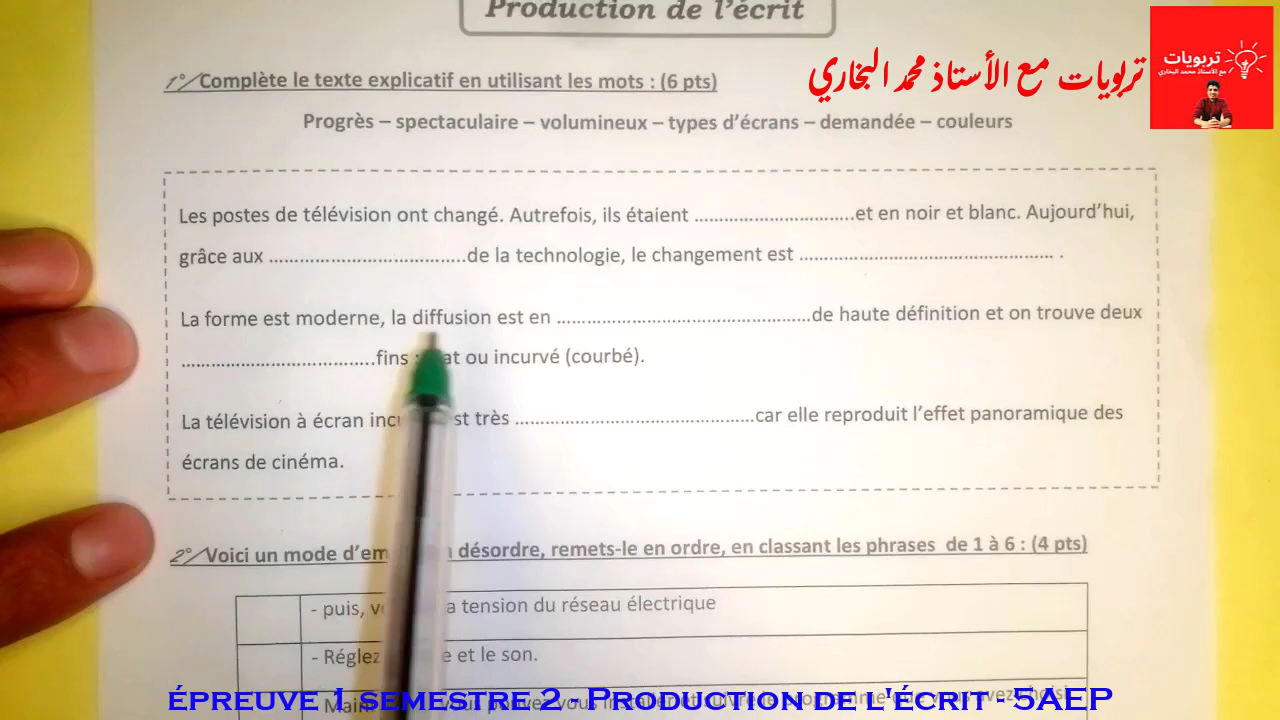 Production de l'écrit
1°/ Complète le texte explicatif en utilisant les mots : (6 pts)
تربويات مع الأستاذ محمد البخاري
تربويات
مع الأستاذ محمد البخاري
Progrès – spectaculaire – volumineux – types d'écrans – demandée – couleurs
Les postes de télévision ont changé. Autrefois, ils étaient ................................et en noir et blanc. Aujourd'hui,
grâce aux .......................................de la technologie, le changement est ................................................... .
La forme est moderne, la diffusion est en ...................................................de haute définition et on trouve deux
.......................................fins : at ou incurvé (courbé).
La télévision à écran inc st très ................................................car elle reproduit l'effet panoramique des
écrans de cinéma.
2°/ Voici un mode d'em désordre, remets-le en ordre, en classant les phrases de 1 à 6 : (4 pts)
- puis, v a tension du réseau électrique
- Réglez e et le son.
épreuve 1 semestre 2 - Production de l'écrit - 5AEP